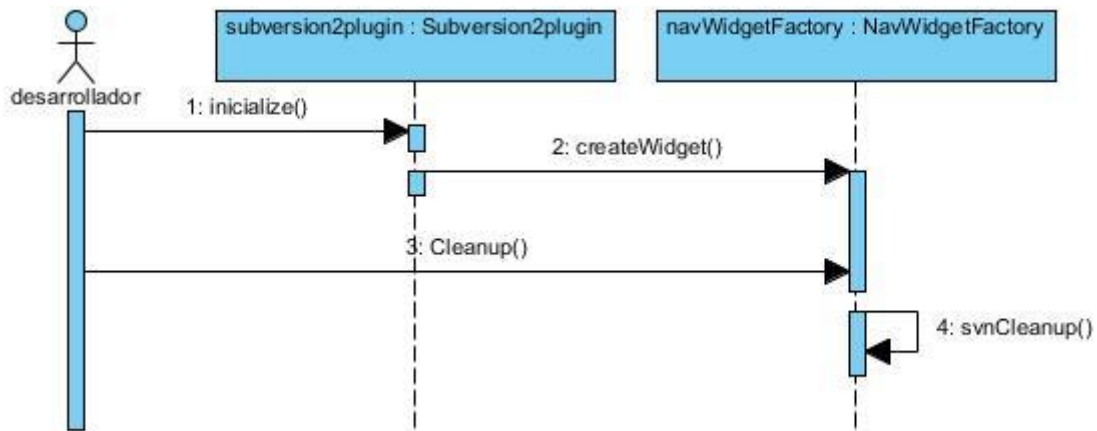 subversion2plugin : Subversion2plugin
navWidgetFactory : NavWidgetFactory
desarrollador
1: inicialize()
2: createWidget()
3: Cleanup()
4: svnCleanup()